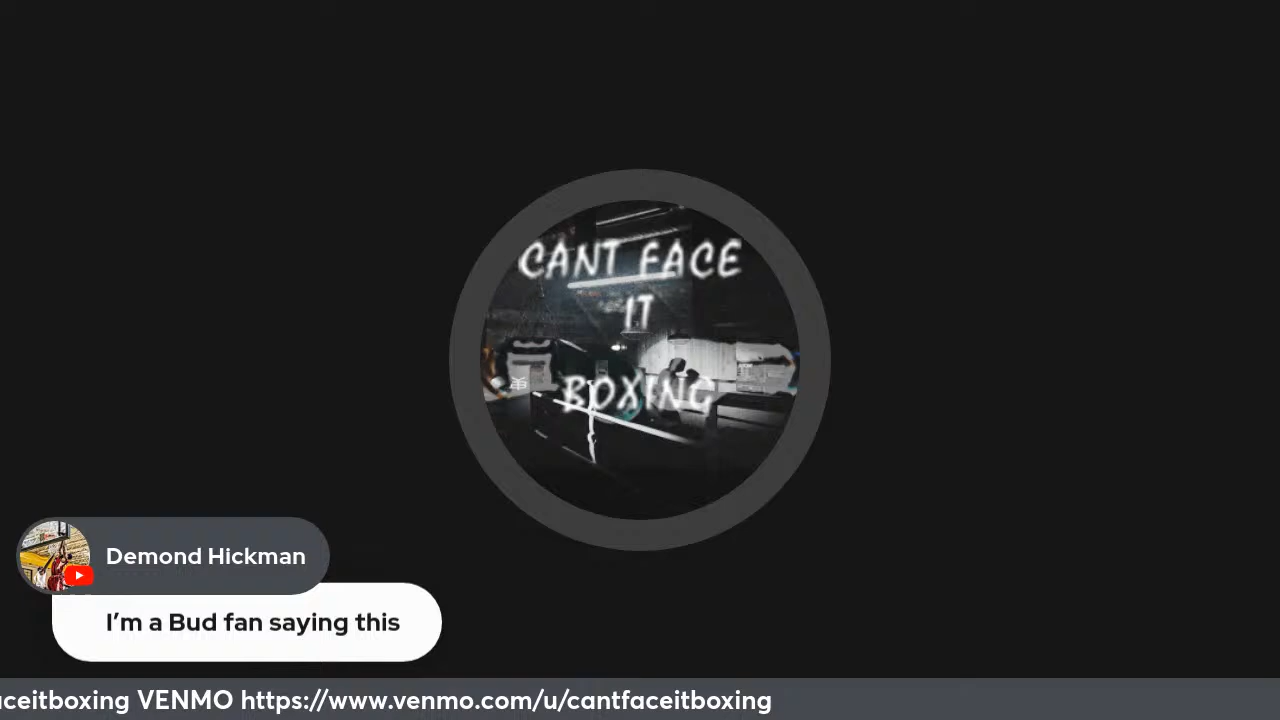 CANT FACE
IT
BOXING
Demond Hickman
I’m a Bud fan saying this
aceitboxing VENMO https://www.venmo.com/u/cantfaceitboxing